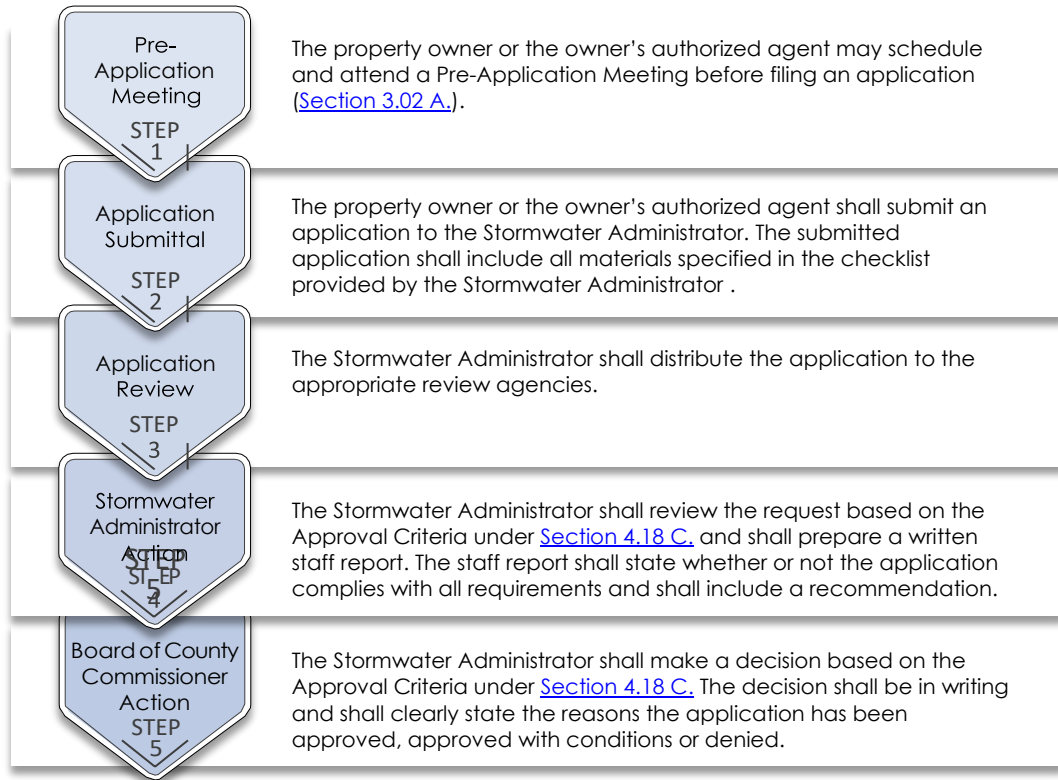 Pre-
Application
Meeting
STEP
1
The property owner or the owner's authorized agent may schedule
and attend a Pre-Application Meeting before filing an application
(Section 3.02 A.).
Application
Submittal
STEP
2
The property owner or the owner's authorized agent shall submit an
application to the Stormwater Administrator. The submitted
application shall include all materials specified in the checklist
provided by the Stormwater Administrator .
Application
Review
STEP
3
The Stormwater Administrator shall distribute the application to the
appropriate review agencies.
Stormwater
Administrator
Action
STEP
5
STEP
4
The Stormwater Administrator shall review the request based on the
Approval Criteria under Section 4.18 C. and shall prepare a written
staff report. The staff report shall state whether or not the application
complies with all requirements and shall include a recommendation.
Board of County
Commissioner
Action
STEP
5
The Stormwater Administrator shall make a decision based on the
Approval Criteria under Section 4.18 C. The decision shall be in writing
and shall clearly state the reasons the application has been
approved, approved with conditions or denied.